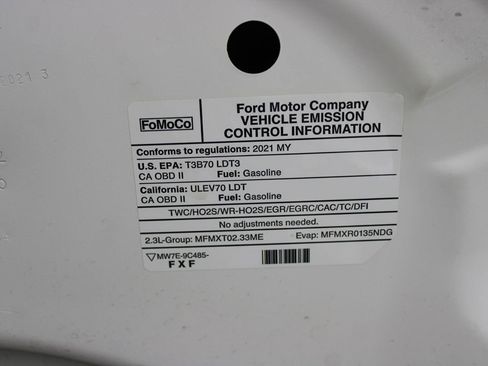 2021 3
FoMoCo
Ford Motor Company
VEHICLE EMISSION
CONTROL INFORMATION
Conforms to regulations: 2021 MY
U.S. EPA: T3B70 LDT3
CA OBD II Fuel: Gasoline
California: ULEV70 LDT
CA OBD II Fuel: Gasoline
TWC/HO2S/WR-HO2S/EGR/EGRC/CAC/TC/DFI
No adjustments needed.
2.3L-Group: MFMXT02.33ME Evap: MFMXR0135NDG
MW7E-9C485-
FXF